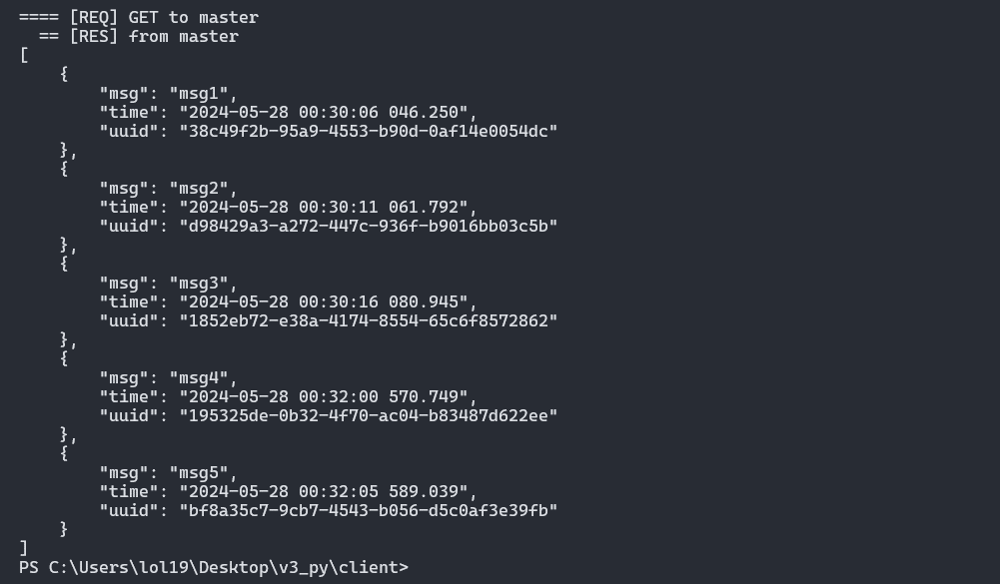 ==== [REQ] GET to master
  == [RES] from master
[
    {
        "msg": "msg1",
        "time": "2024-05-28 00:30:06 046.250",
        "uuid": "38c49f2b-95a9-4553-b90d-0af14e0054dc"
    },
    {
        "msg": "msg2",
        "time": "2024-05-28 00:30:11 061.792",
        "uuid": "d98429a3-a272-447c-936f-b9016bb03c5b"
    },
    {
        "msg": "msg3",
        "time": "2024-05-28 00:30:16 080.945",
        "uuid": "1852eb72-e38a-4174-8554-65c6f8572862"
    },
    {
        "msg": "msg4",
        "time": "2024-05-28 00:32:00 570.749",
        "uuid": "195325de-0b32-4f70-ac04-b83487d622ee"
    },
    {
        "msg": "msg5",
        "time": "2024-05-28 00:32:05 589.039",
        "uuid": "bf8a35c7-9cb7-4543-b056-d5c0af3e39fb"
    }
]
PS C:\Users\lol19\Desktop\v3_py\client>